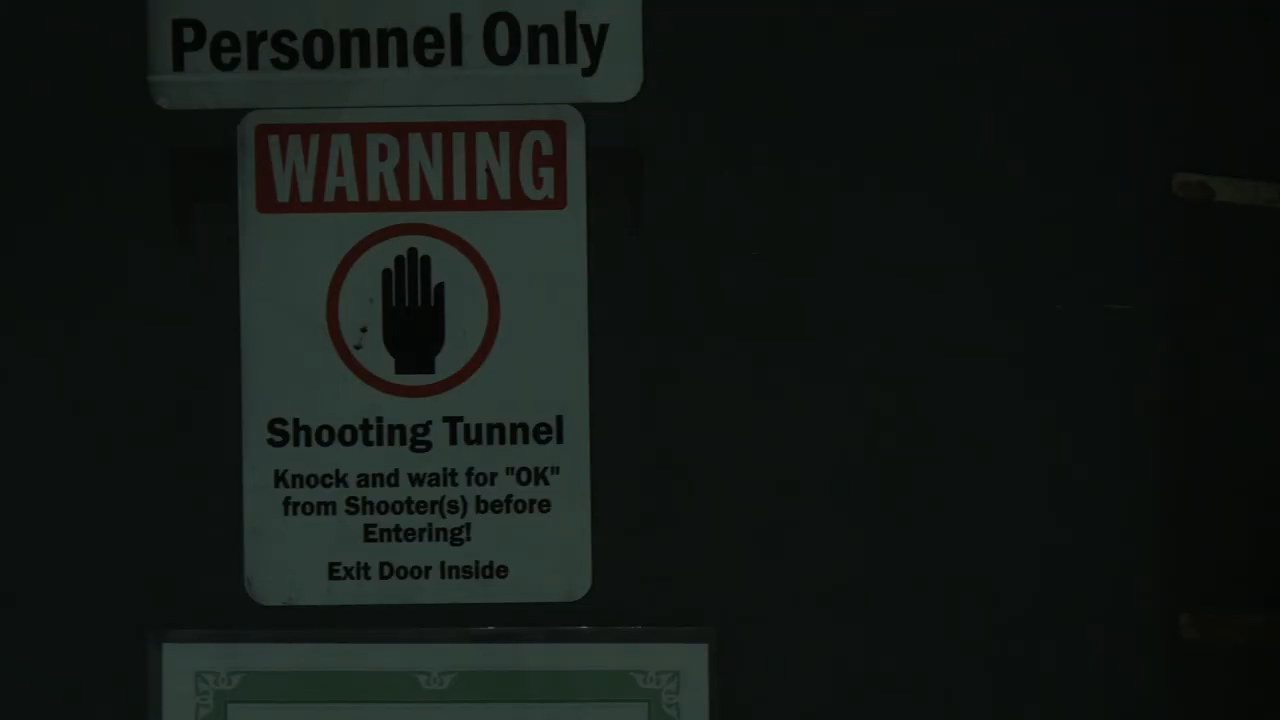 Personnel Only
WARNING
Shooting Tunnel
Knock and wait for "OK"
from Shooter(s) before
Entering!
Exit Door Inside